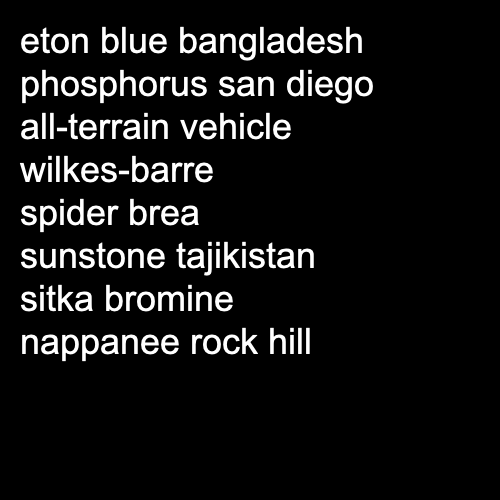 eton blue bangladesh
phosphorus san diego
all-terrain vehicle
wilkes-barre
spider brea
sunstone tajikistan
sitka bromine
nappanee rock hill